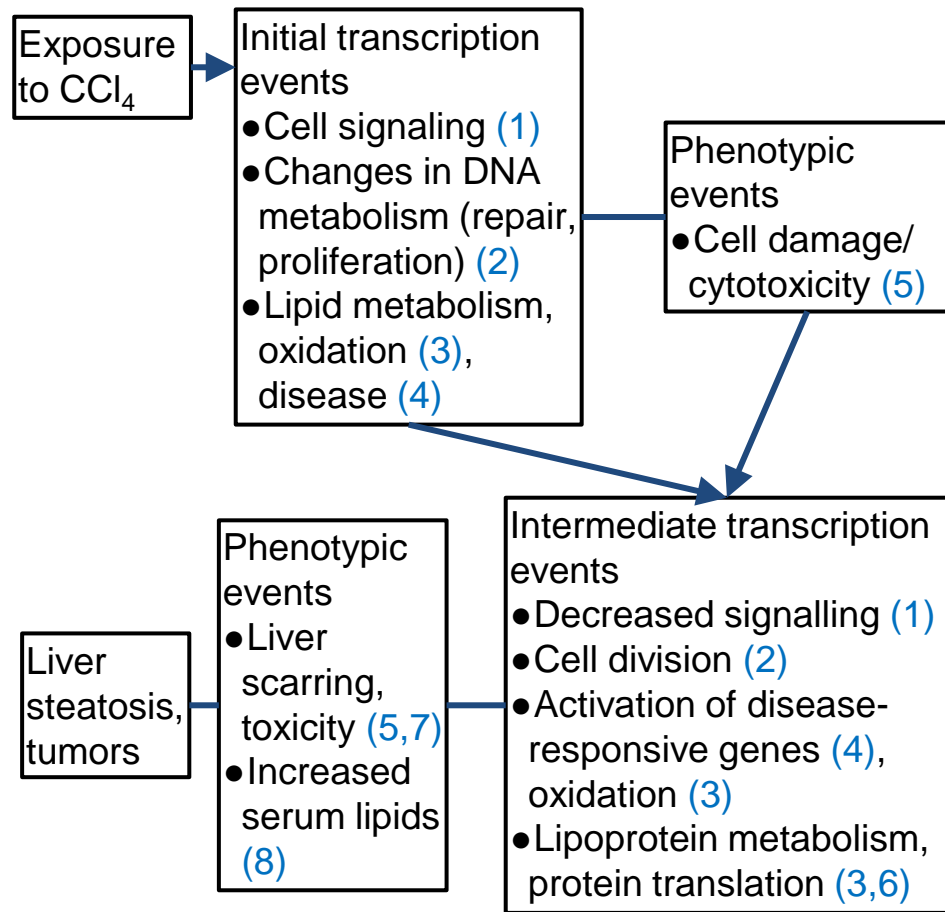 Exposure
to CCl₄
Initial transcription
events
●Cell signaling (1)
●Changes in DNA
metabolism (repair,
proliferation) (2)
●Lipid metabolism,
oxidation (3),
disease (4)
Phenotypic
events
●Cell damage/
cytotoxicity (5)
Intermediate transcription
events
●Decreased signalling (1)
●Cell division (2)
●Activation of disease-
responsive genes (4),
oxidation (3)
●Lipoprotein metabolism,
protein translation (3,6)
Phenotypic
events
●Liver
scarring,
toxicity (5,7)
●Increased
serum lipids
(8)
Liver
steatosis,
tumors